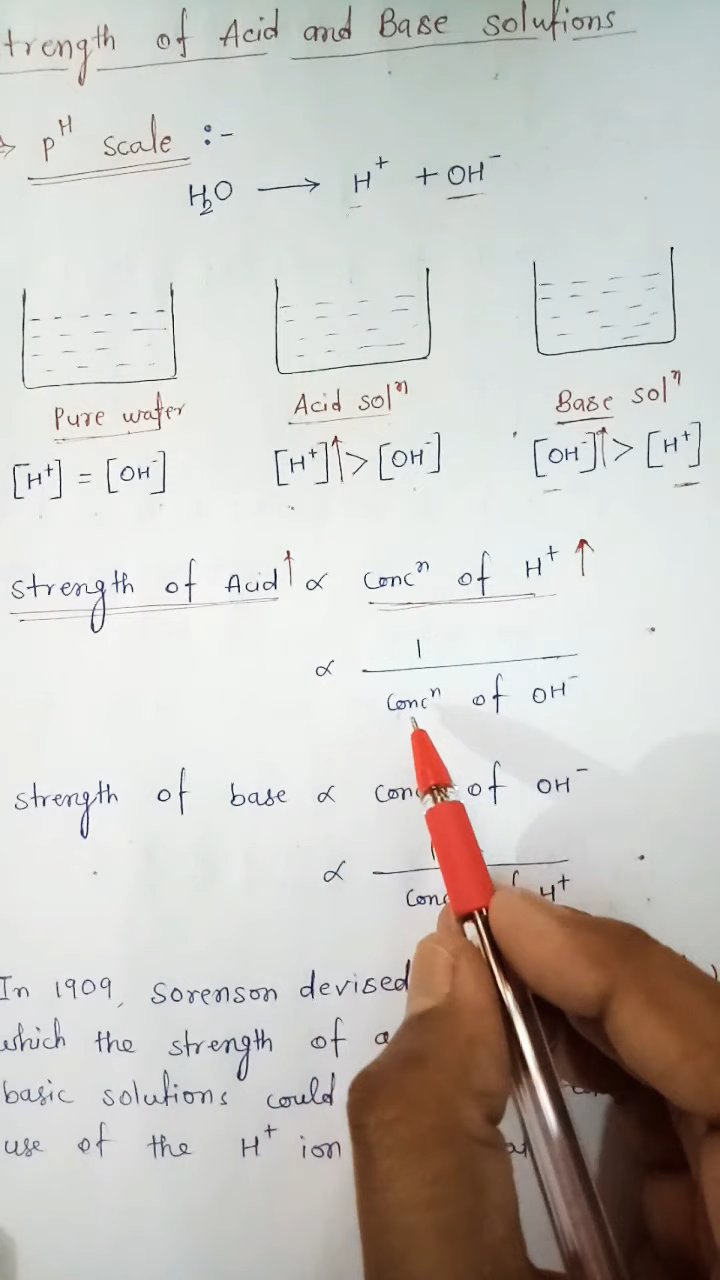 trength of Acid and Base solutions
pᴴ scale :-
H₂O ⟶ H⁺ + OH⁻
Pure water Acid solⁿ Base solⁿ
[H⁺] = [OH⁻] [H⁺]↑ > [OH⁻] [OH⁻]↑ > [H⁺]
strength of Acid↑ ∝ Concⁿ of H⁺ ↑
∝ 1
Concⁿ of OH⁻
strength of base ∝ of OH⁻
∝
H⁺
In 1909, Sorenson devised
which the strength of
basic solutions could
use of the H⁺ ion